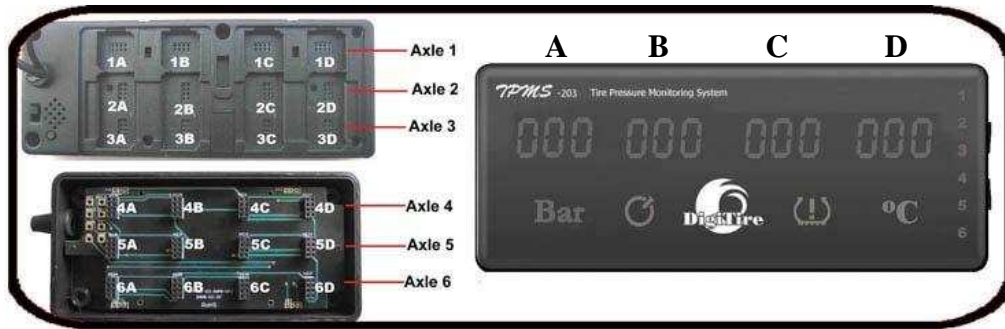 1A 1B 1C 1D Axle 1
2A 2B 2C 2D Axle 2
3A 3B 3C 3D Axle 3
4A 4B 4C 4D Axle 4
5A 5B 5C 5D Axle 5
6A 6B 6C 6D Axle 6
RoHS
A B C D
TPMS -203 Tire Pressure Monitoring System
000 000 000 000
Bar DigiTire ºC
1
2
3
4
5
6